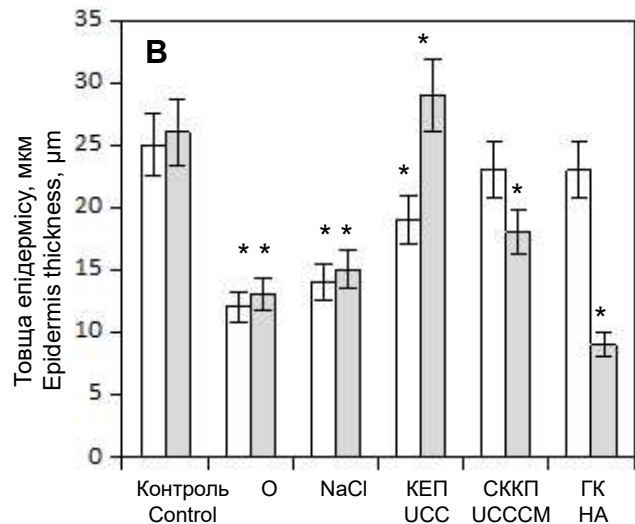 B
Товща епідермісу, мкм
Epidermis thickness, µm
35
30
25
20
15
10
5
0
* * * * * * * *
Контроль О NaCl КЕП СККП ГК
Control UCC UCCCM HA